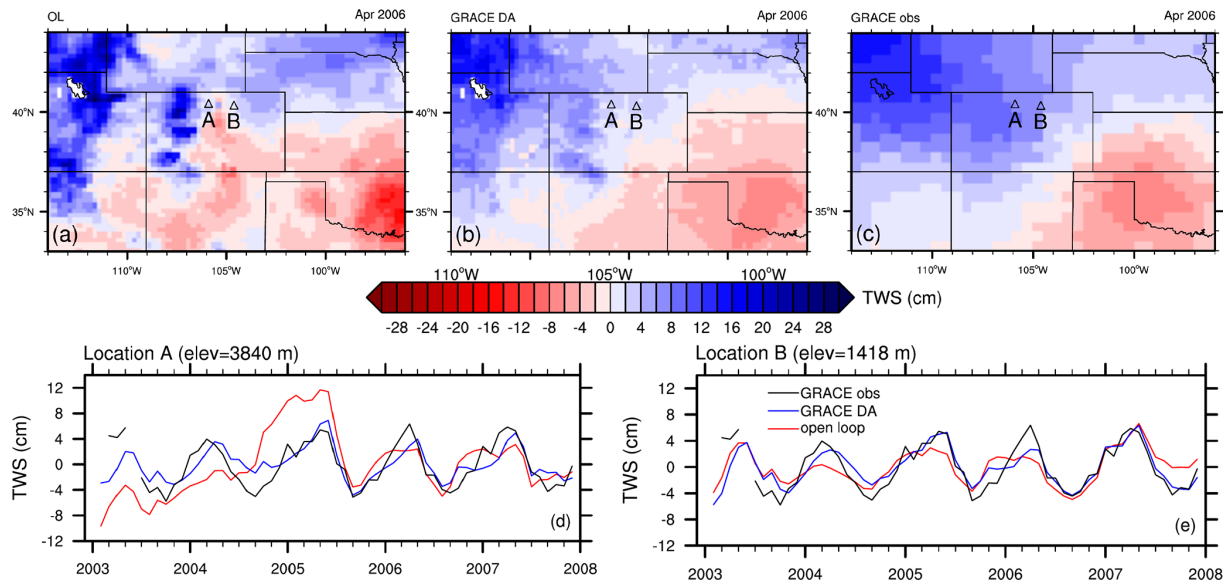 OL Apr 2006
GRACE DA Apr 2006
GRACE obs Apr 2006
40°N
35°N
A B
(a)
110°W 105°W 100°W
40°N
35°N
A B
(b)
110°W 105°W 100°W
40°N
35°N
A B
(c)
110°W 105°W 100°W
-28 -24 -20 -16 -12 -8 -4 0 4 8 12 16 20 24 28
TWS (cm)
Location A (elev=3840 m)
TWS (cm)
12
8
4
0
-4
-8
-12
(d)
2003 2004 2005 2006 2007 2008
Location B (elev=1418 m)
TWS (cm)
12
8
4
0
-4
-8
-12
GRACE obs
GRACE DA
open loop
(e)
2003 2004 2005 2006 2007 2008